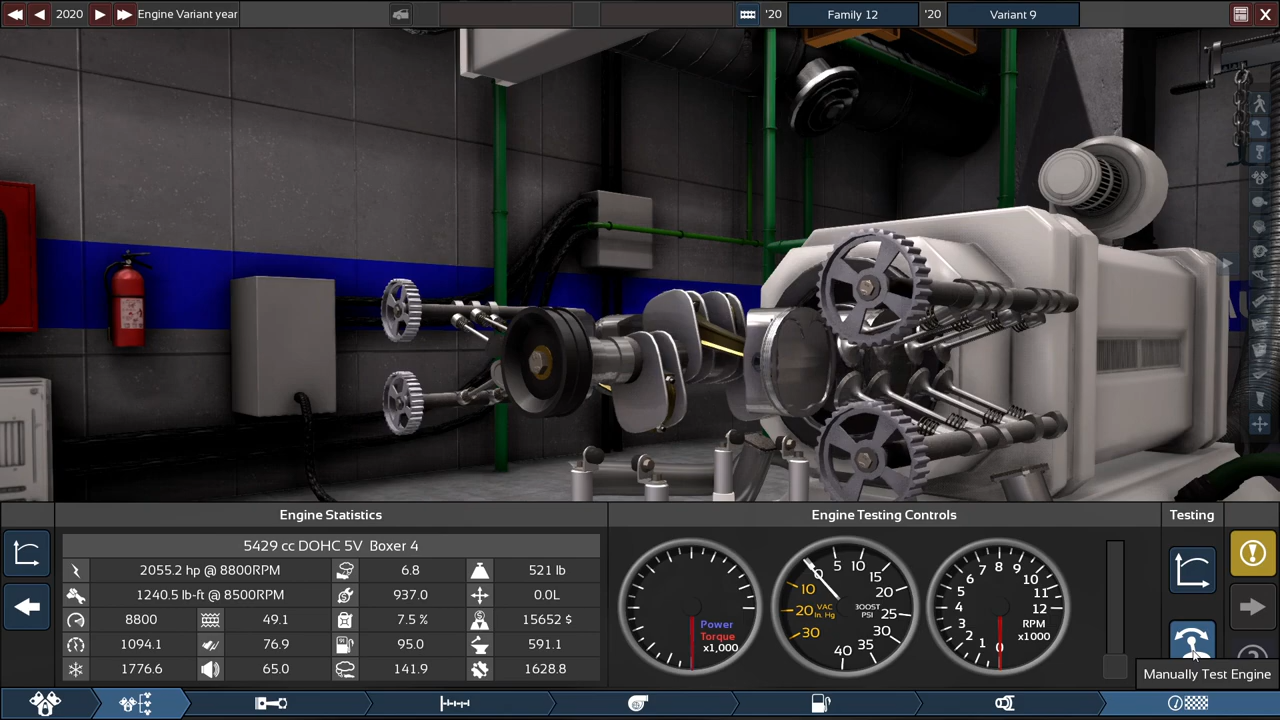 2020 Engine Variant year '20 Family 12 '20 Variant 9
Engine Statistics
5429 cc DOHC 5V Boxer 4
2055.2 hp @ 8800RPM 6.8 521 lb
1240.5 lb-ft @ 8500RPM 937.0 0.0L
8800 49.1 7.5 % 15652 $
1094.1 76.9 95.0 591.1
1776.6 65.0 141.9 1628.8
Engine Testing Controls
Power
Torque
x1,000
0 5 10 15 20 25 30 35 40
10 20 30
VAC
in. Hg
BOOST
PSI
0 1 2 3 4 5 6 7 8 9 10 11 12
RPM
x1000
Testing
Manually Test Engine